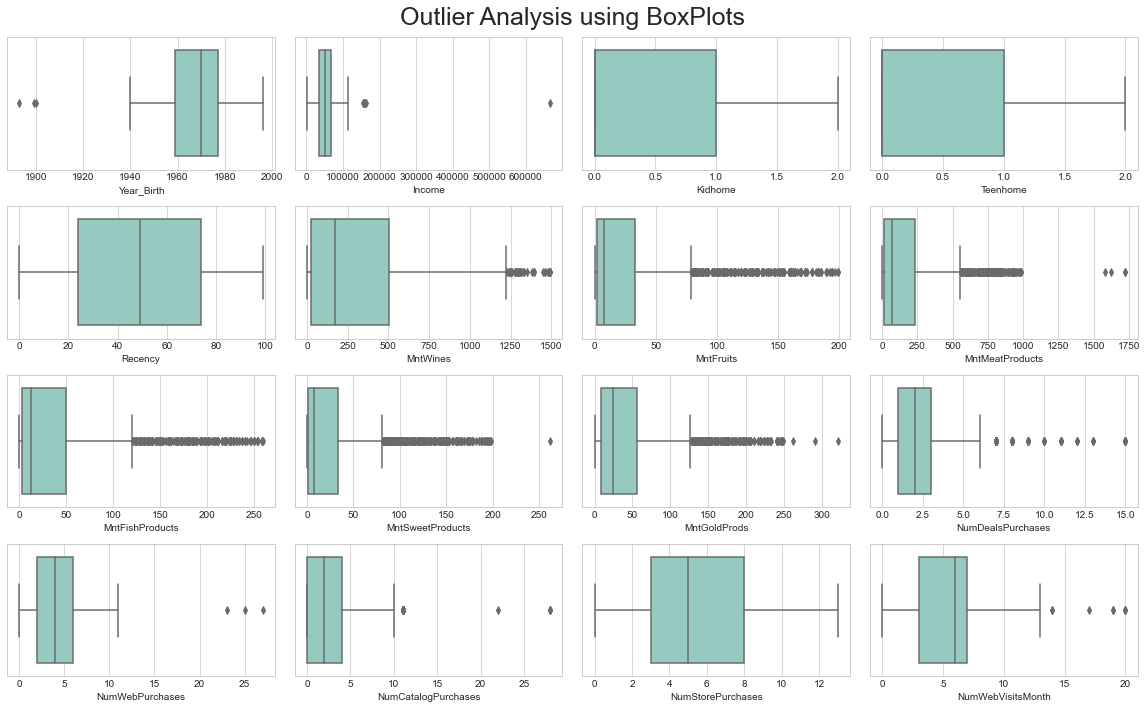 Outlier Analysis using BoxPlots
1900 1920 1940 1960 1980 2000
Year_Birth
0 100000 200000 300000 400000 500000 600000
Income
0.0 0.5 1.0 1.5 2.0
Kidhome
0.0 0.5 1.0 1.5 2.0
Teenhome
0 20 40 60 80 100
Recency
0 250 500 750 1000 1250 1500
MntWines
0 50 100 150 200
MntFruits
0 250 500 750 1000 1250 1500 1750
MntMeatProducts
0 50 100 150 200 250
MntFishProducts
0 50 100 150 200 250
MntSweetProducts
0 50 100 150 200 250 300
MntGoldProds
0.0 2.5 5.0 7.5 10.0 12.5 15.0
NumDealsPurchases
0 5 10 15 20 25
NumWebPurchases
0 5 10 15 20 25
NumCatalogPurchases
0 2 4 6 8 10 12
NumStorePurchases
0 5 10 15 20
NumWebVisitsMonth